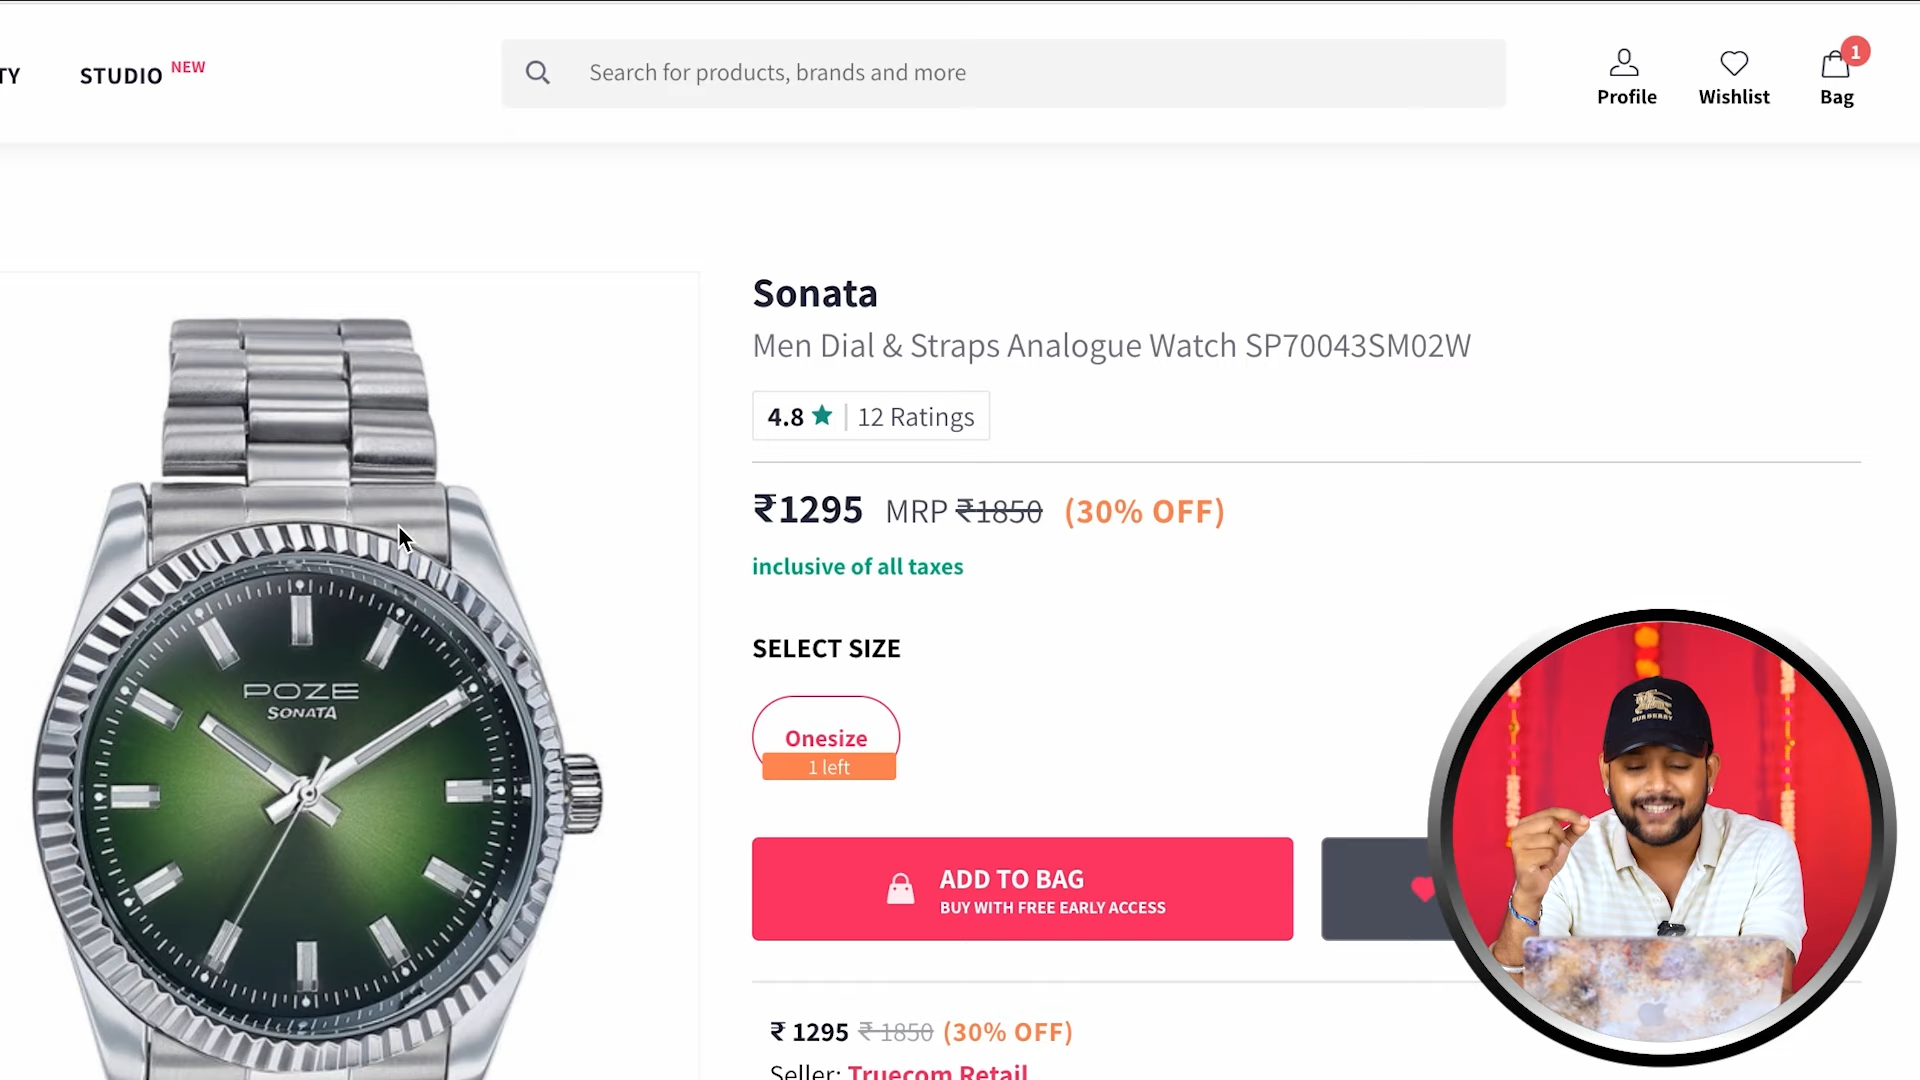 TY
STUDIO NEW
Search for products, brands and more
Profile
Wishlist
1
Bag
Sonata
Men Dial & Straps Analogue Watch SP70043SM02W
4.8 ★ | 12 Ratings
₹1295 MRP ₹1850 (30% OFF)
inclusive of all taxes
SELECT SIZE
Onesize
1 left
ADD TO BAG
BUY WITH FREE EARLY ACCESS
₹ 1295 ₹ 1850 (30% OFF)
Seller: Truecom Retail
POZE
SONATA
BURBERRY